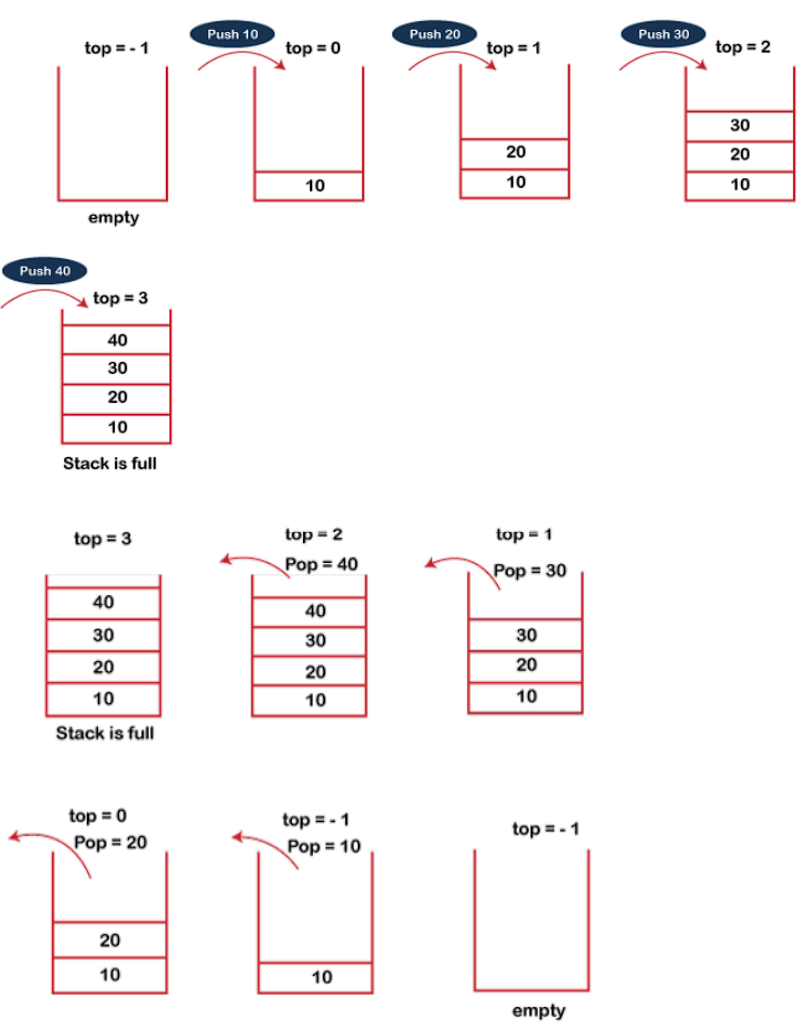 top = - 1
Push 10
top = 0
Push 20
top = 1
Push 30
top = 2
10
20
10
30
20
10
empty
Push 40
top = 3
40
30
20
10
Stack is full
top = 3
40
30
20
10
Stack is full
top = 2
Pop = 40
40
30
20
10
top = 1
Pop = 30
30
20
10
top = 0
Pop = 20
20
10
top = - 1
Pop = 10
10
top = - 1
empty